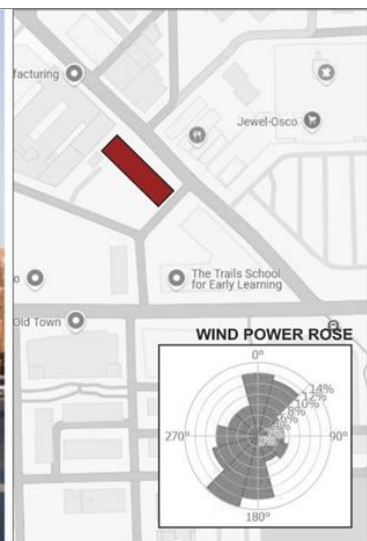 facturing
Jewel-Osco
The Trails School
for Early Learning
o
Old Town
WIND POWER ROSE
0°
14%
12%
10%
8%
6%
270°
90°
180°